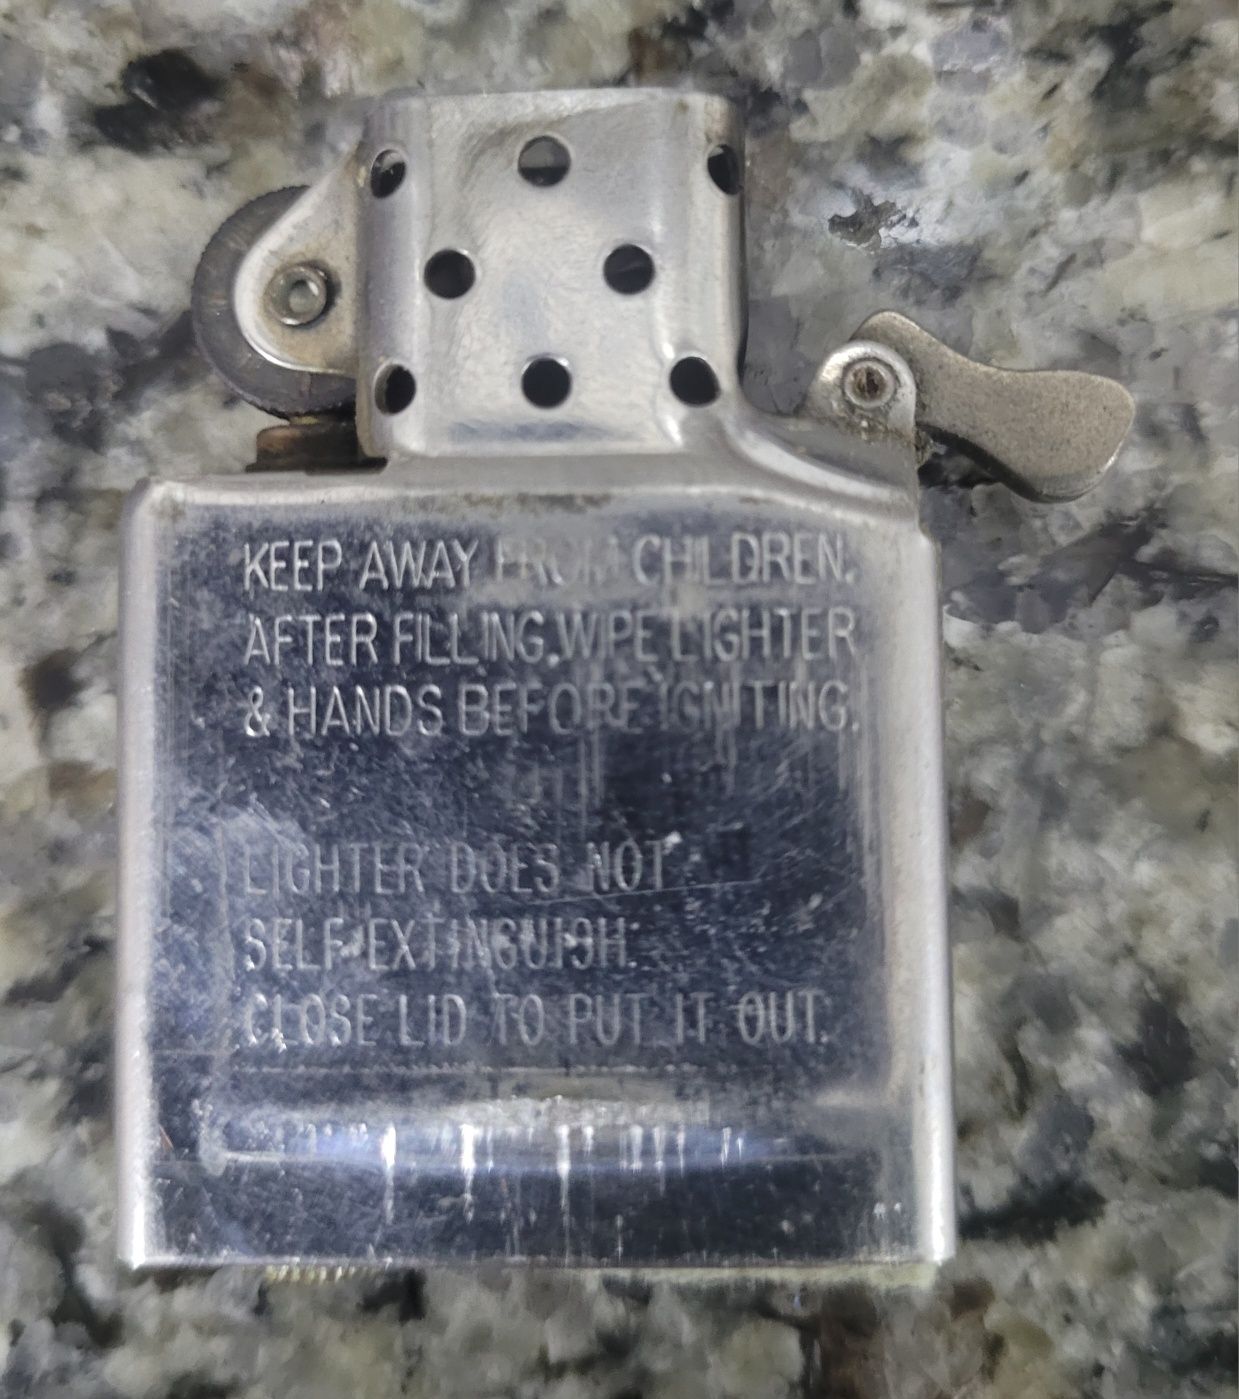 KEEP AWAY FROM CHILDREN.
AFTER FILLING, WIPE LIGHTER
& HANDS BEFORE IGNITING.
LIGHTER DOES NOT
SELF EXTINGUISH.
CLOSE LID TO PUT IT OUT.